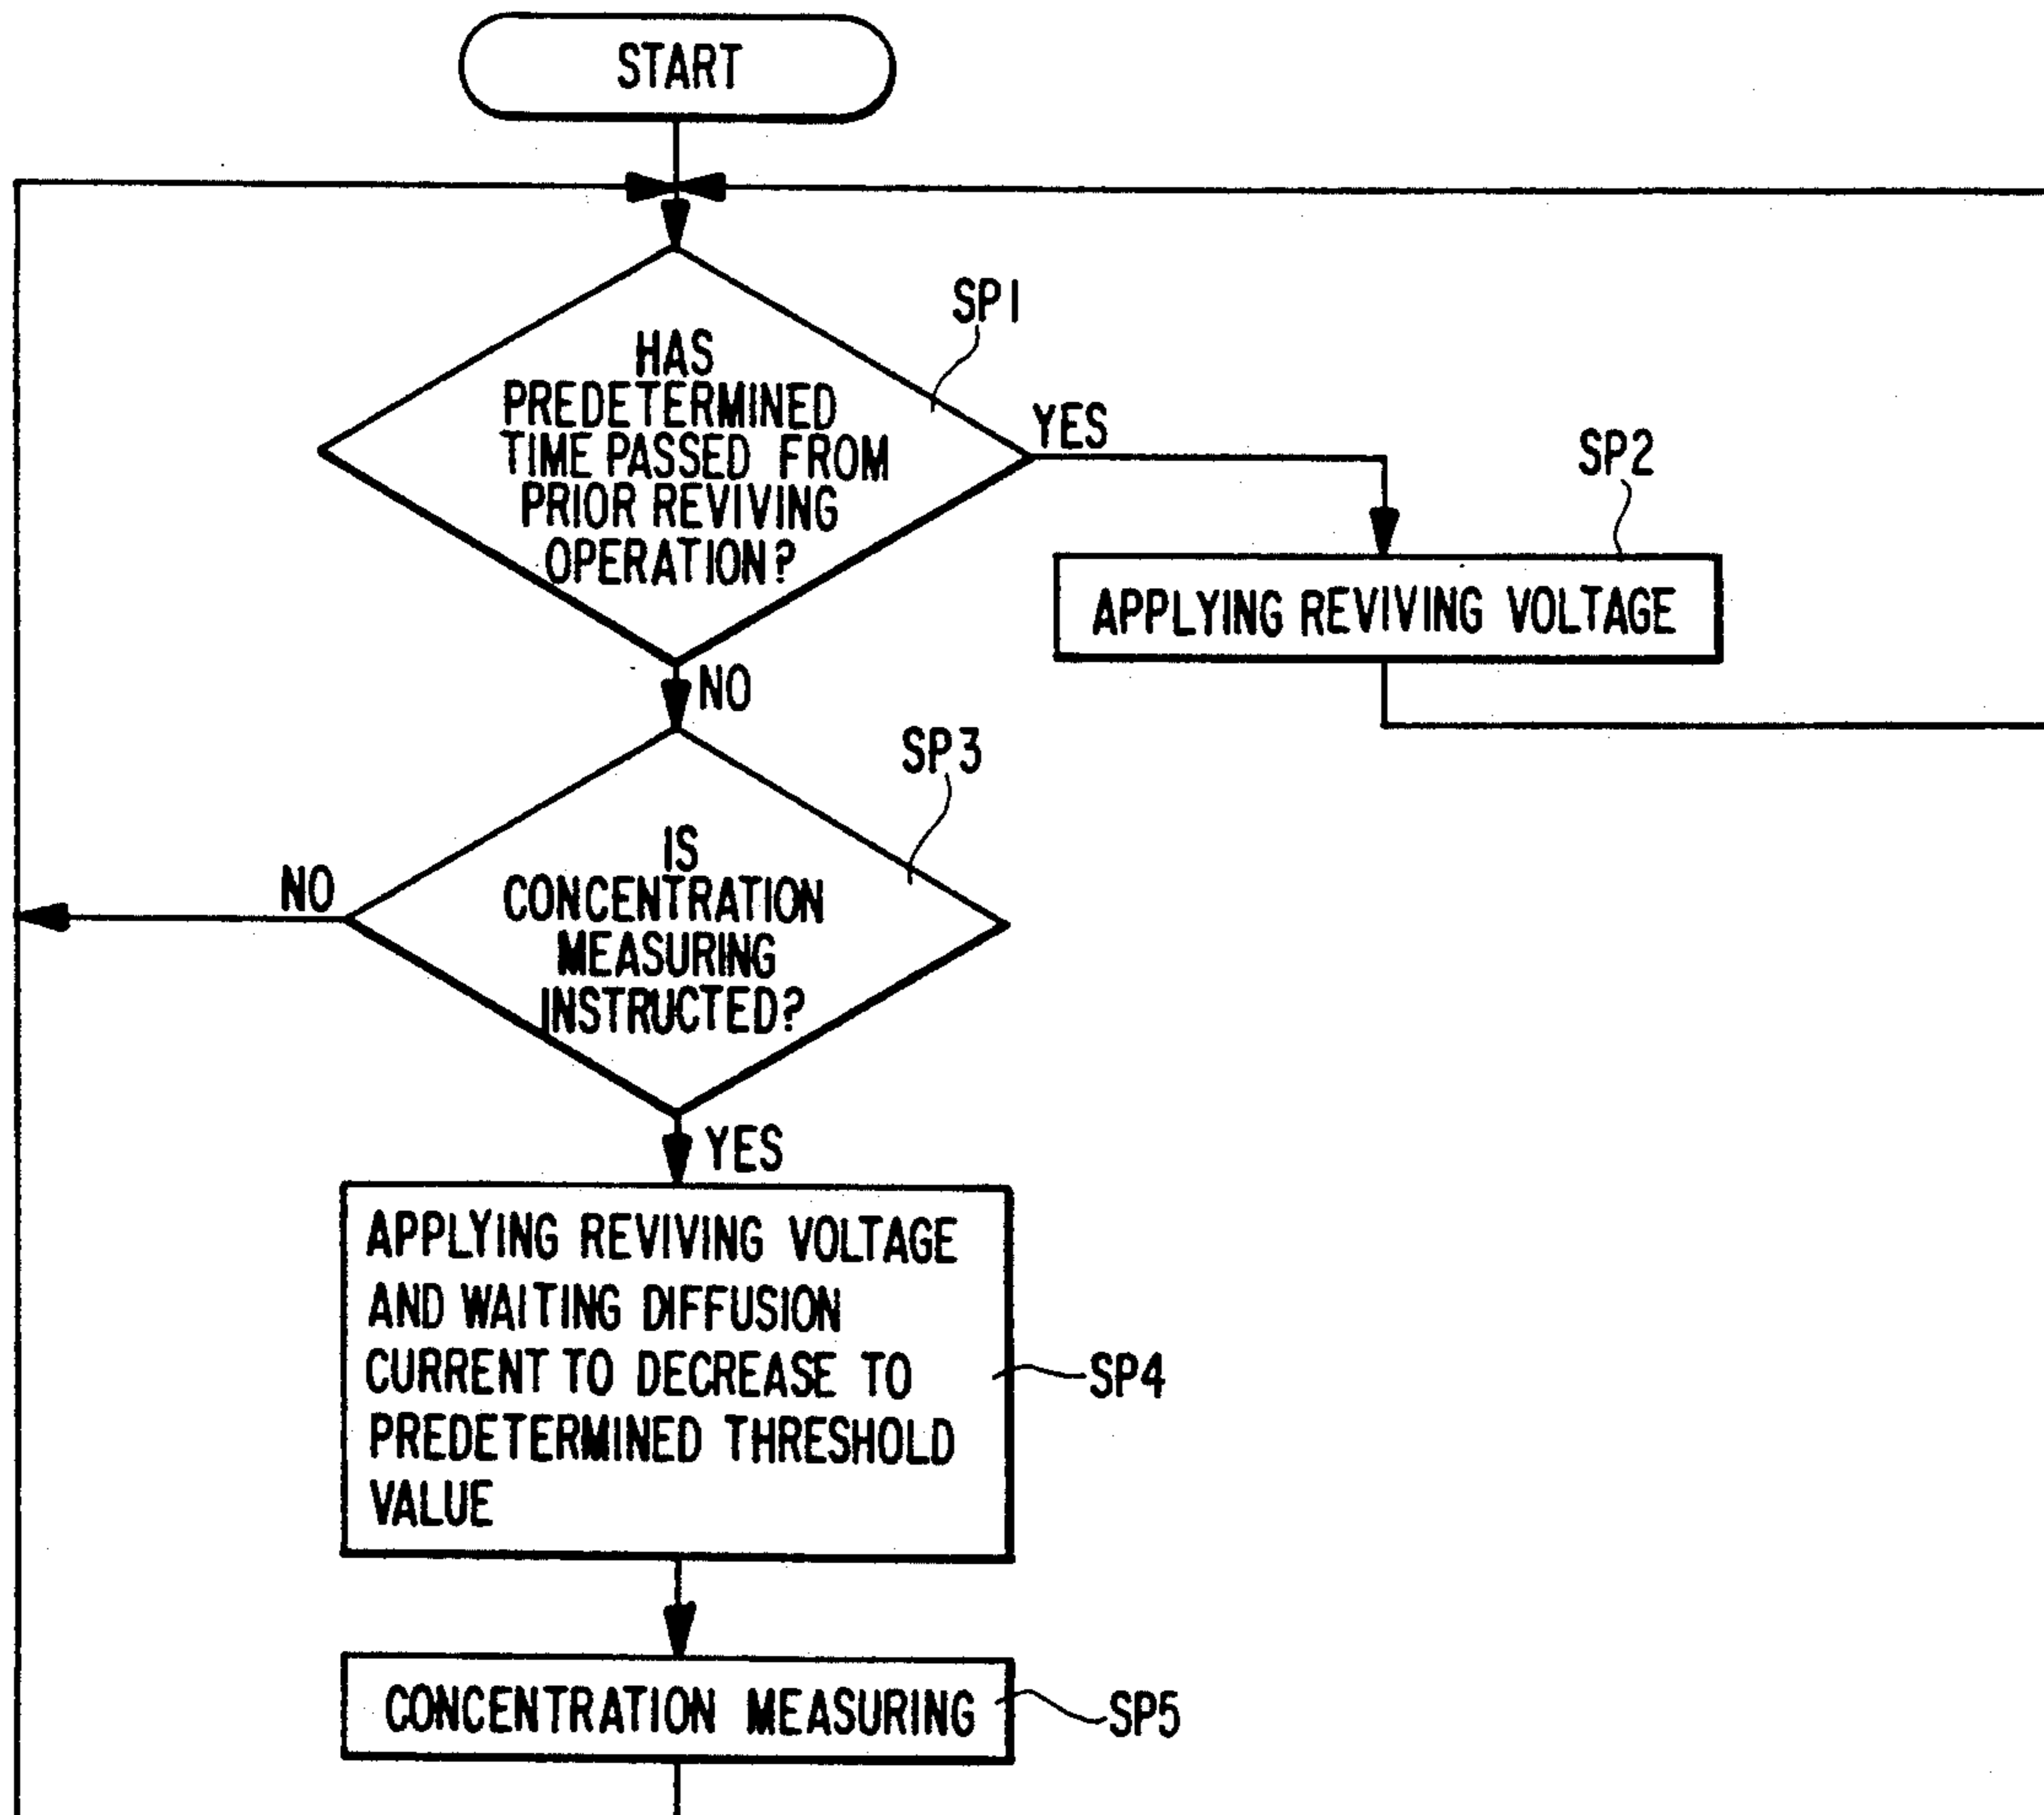 START
SP1
HAS
PREDETERMINED
TIME PASSED FROM
PRIOR REVIVING
OPERATION?
YES
SP2
APPLYING REVIVING VOLTAGE
NO
SP3
IS
CONCENTRATION
MEASURING
INSTRUCTED?
NO
YES
APPLYING REVIVING VOLTAGE
AND WAITING DIFFUSION
CURRENT TO DECREASE TO
PREDETERMINED THRESHOLD
VALUE
SP4
CONCENTRATION MEASURING
SP5